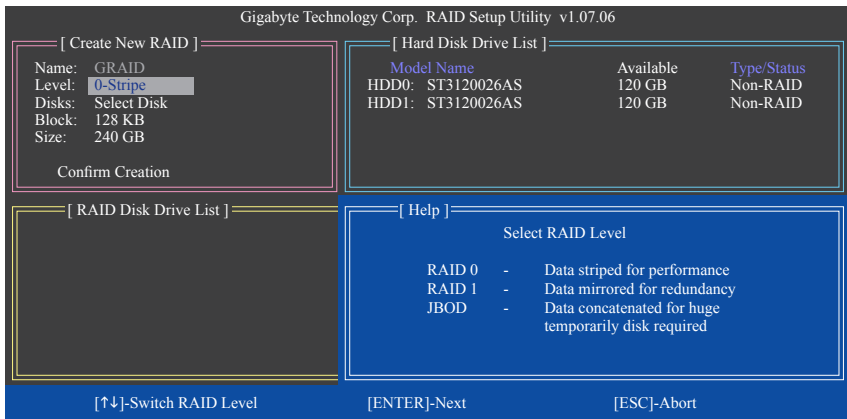 Gigabyte Technology Corp. RAID Setup Utility v1.07.06
[ Create New RAID ]
Name: GRAID
Level: 0-Stripe
Disks: Select Disk
Block: 128 KB
Size: 240 GB
Confirm Creation
[ Hard Disk Drive List ]
Model Name Available Type/Status
HDD0: ST3120026AS 120 GB Non-RAID
HDD1: ST3120026AS 120 GB Non-RAID
[ RAID Disk Drive List ]
[ Help ]
Select RAID Level
RAID 0 - Data striped for performance
RAID 1 - Data mirrored for redundancy
JBOD - Data concatenated for huge
temporarily disk required
[↑↓]-Switch RAID Level [ENTER]-Next [ESC]-Abort